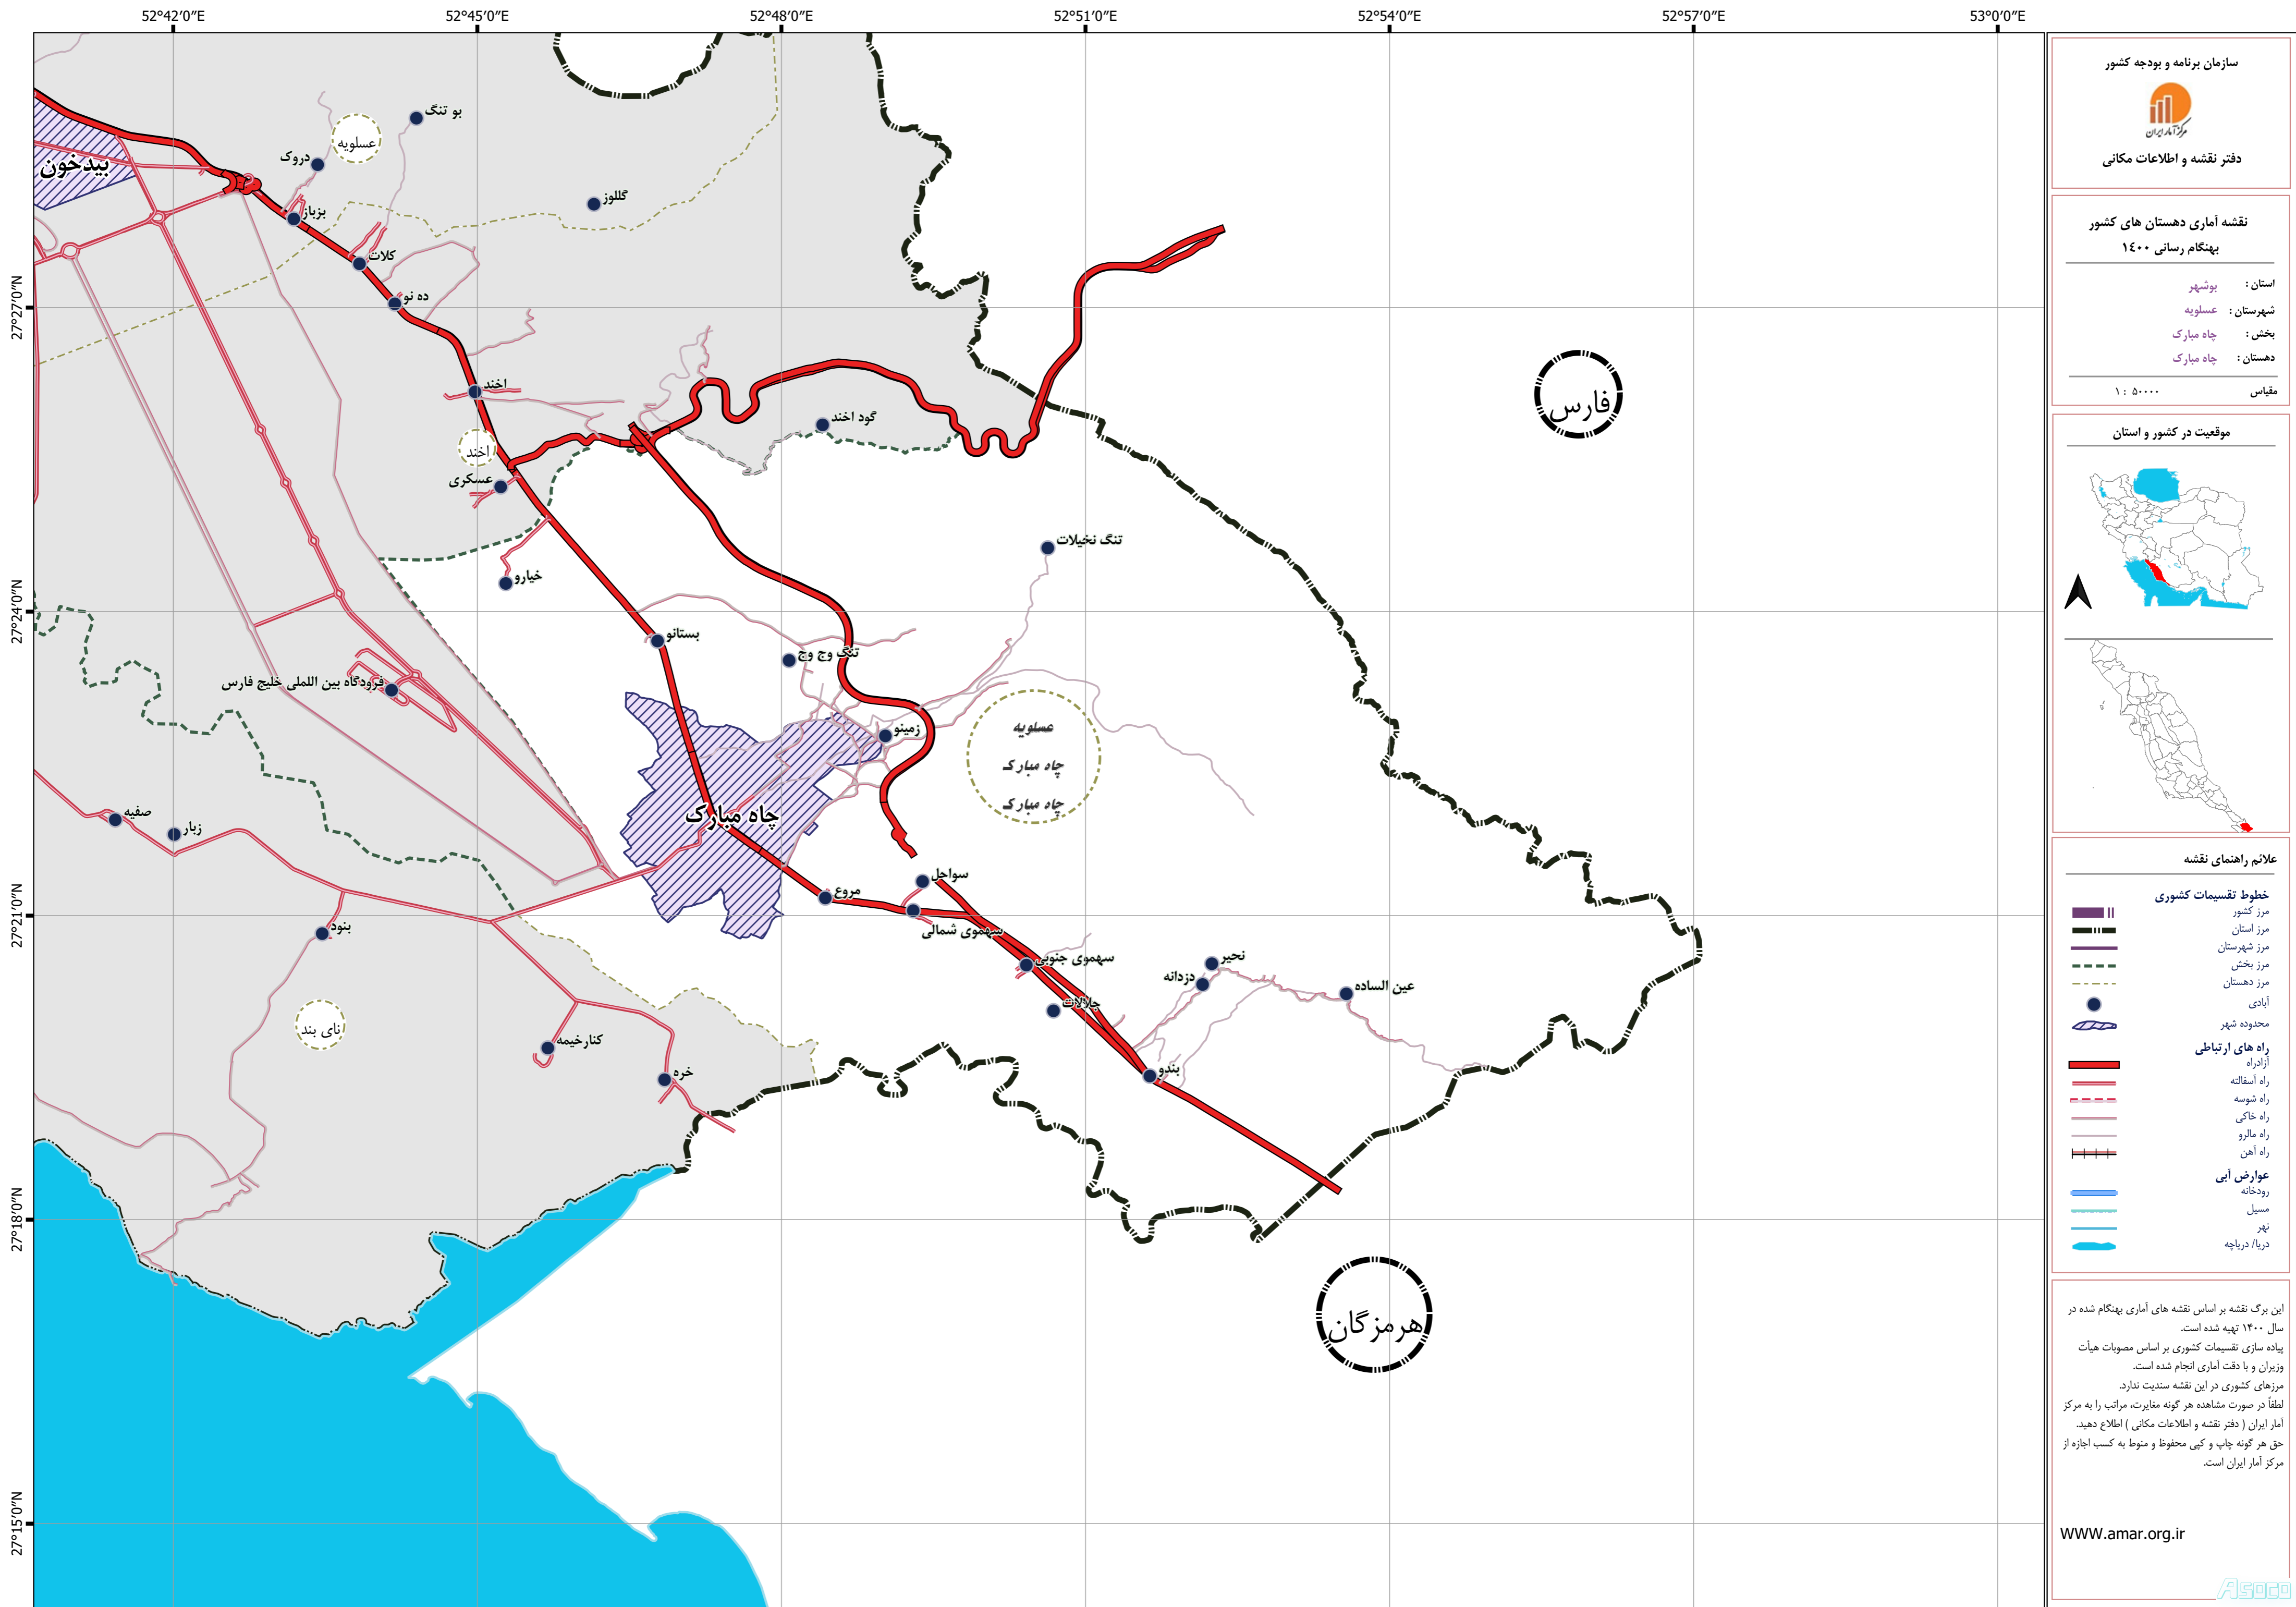 52°42′0″E
52°45′0″E
52°48′0″E
52°51′0″E
52°54′0″E
52°57′0″E
53°0′0″E
27°27′0″N
27°24′0″N
27°21′0″N
27°18′0″N
27°15′0″N
بیدخون
بو تنگ
عسلویه
دروک
گللوز
بزباز
کلات
ده نو
اخند
گود اخند
اخند
عسکری
خیارو
تنگ نخیلات
بستانو
تنگ وج وج
فرودگاه بین اللملی خلیج فارس
زمینو
عسلویه
چاه مبارک
چاه مبارک
چاه مبارک
صفیه
زبار
سواحل
مروع
سهموی شمالی
بنود
سهموی جنوبی
نحیر
دزدانه
عین الساده
جلالات
نای بند
کنارخیمه
خره
بندو
فارس
هرمزگان
سازمان برنامه و بودجه کشور
مرکز آمار ایران
دفتر نقشه و اطلاعات مکانی
نقشه آماری دهستان های کشور
بهنگام رسانی ۱٤۰۰
استان : بوشهر
شهرستان : عسلویه
بخش : چاه مبارک
دهستان : چاه مبارک
مقیاس ۱ : ۵۰۰۰۰
موقعیت در کشور و استان
علائم راهنمای نقشه
خطوط تقسیمات کشوری
مرز کشور
مرز استان
مرز شهرستان
مرز بخش
مرز دهستان
آبادی
محدوده شهر
راه های ارتباطی
آزادراه
راه آسفالته
راه شوسه
راه خاکی
راه مالرو
راه آهن
عوارض آبی
رودخانه
مسیل
نهر
دریا/ دریاچه
این برگ نقشه بر اساس نقشه های آماری بهنگام شده در
سال ۱۴۰۰ تهیه شده است.
پیاده سازی تقسیمات کشوری بر اساس مصوبات هیأت
وزیران و با دقت آماری انجام شده است.
مرزهای کشوری در این نقشه سندیت ندارد.
لطفاً در صورت مشاهده هر گونه مغایرت، مراتب را به مرکز
آمار ایران ( دفتر نقشه و اطلاعات مکانی ) اطلاع دهید.
حق هر گونه چاپ و کپی محفوظ و منوط به کسب اجازه از
مرکز آمار ایران است.
WWW.amar.org.ir
Asoco